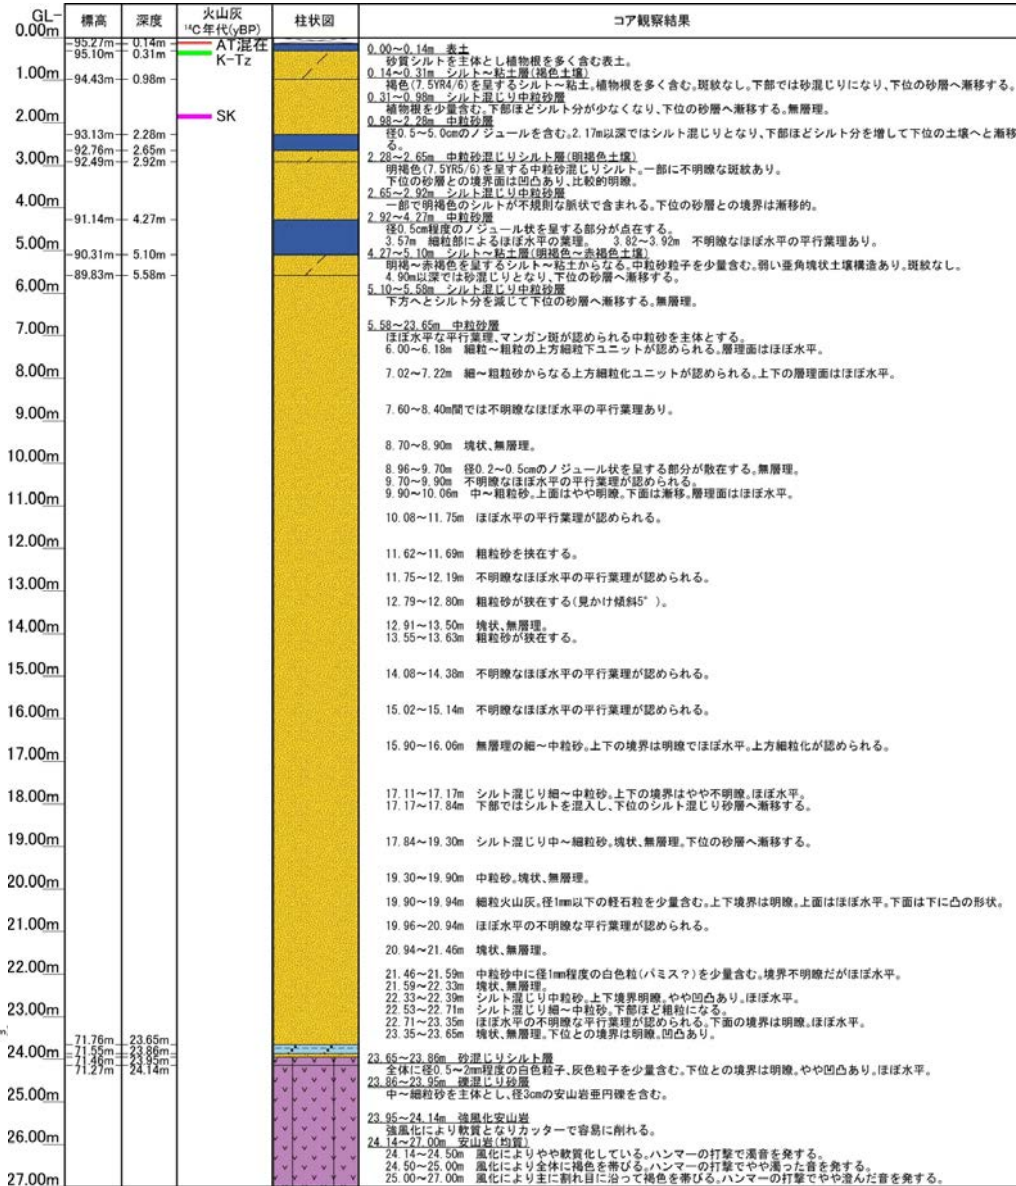 GL-
0.00m
標高
深度
火山灰
¹⁴C年代(yBP)
柱状図
コア観察結果
95.27m 0.14m
AT混在
95.10m 0.31m
K-Tz
1.00m
94.43m 0.98m
2.00m
SK
93.13m 2.28m
92.76m 2.65m
3.00m
92.49m 2.92m
4.00m
91.14m 4.27m
5.00m
90.31m 5.10m
89.83m 5.58m
6.00m
7.00m
8.00m
9.00m
10.00m
11.00m
12.00m
13.00m
14.00m
15.00m
16.00m
17.00m
18.00m
19.00m
20.00m
21.00m
22.00m
23.00m
71.76m 23.65m
24.00m
71.55m 23.86m
71.46m 23.95m
71.27m 24.14m
25.00m
26.00m
27.00m
0.00～0.14m 表土
砂質シルトを主体とし植物根を多く含む表土。
0.14～0.31m シルト～粘土層(褐色土壌)
褐色(7.5YR4/6)を呈するシルト～粘土。植物根を多く含む。斑紋なし。下部では砂混じりになり、下位の砂層へ漸移する。
0.31～0.98m シルト混じり中粒砂層
植物根を少量含む。下部ほどシルト分が少なくなり、下位の砂層へ漸移する。無層理。
0.98～2.28m 中粒砂層
径0.5～5.0cmのノジュールを含む。2.17m以深ではシルト混じりとなり、下部ほどシルト分を増して下位の土壌へと漸移す
る。
2.28～2.65m 中粒砂混じりシルト層(明褐色土壌)
明褐色(7.5YR5/6)を呈する中粒砂混じりシルト。一部に不明瞭な斑紋あり。
下位の砂層との境界面は凹凸あり、比較的明瞭。
2.65～2.92m シルト混じり中粒砂層
一部で明褐色のシルトが不規則な脈状で含まれる。下位の砂層との境界は漸移的。
2.92～4.27m 中粒砂層
径0.5cm程度のノジュール状を呈する部分が点在する。
3.57m 細粒部によるほぼ水平の葉理。 3.82～3.92m 不明瞭なほぼ水平の平行葉理あり。
4.27～5.10m シルト～粘土層(明褐色～赤褐色土壌)
明褐～赤褐色を呈するシルト～粘土からなる。中粒砂粒子を少量含む。弱い亜角塊状土壌構造あり。斑紋なし。
4.90m以深では砂混じりとなり、下位の砂層へ漸移する。
5.10～5.58m シルト混じり中粒砂層
下方へとシルト分を減じて下位の砂層へ漸移する。無層理。
5.58～23.65m 中粒砂層
ほぼ水平な平行葉理、マンガン斑が認められる中粒砂を主体とする。
6.00～6.18m 細粒～粗粒の上方細粒下ユニットが認められる。層理面はほぼ水平。
7.02～7.22m 細～粗粒砂からなる上方細粒化ユニットが認められる。上下の層理面はほぼ水平。
7.60～8.40m間では不明瞭なほぼ水平の平行葉理あり。
8.70～8.90m 塊状、無層理。
8.96～9.70m 径0.2～0.5cmのノジュール状を呈する部分が散在する。無層理。
9.70～9.90m 不明瞭なほぼ水平の平行葉理が認められる。
9.90～10.06m 中～粗粒砂。上面はやや明瞭。下面は漸移。層理面はほぼ水平。
10.08～11.75m ほぼ水平の平行葉理が認められる。
11.62～11.69m 粗粒砂を挟在する。
11.75～12.19m 不明瞭なほぼ水平の平行葉理が認められる。
12.79～12.80m 粗粒砂が狭在する(見かけ傾斜5°)。
12.91～13.50m 塊状、無層理。
13.55～13.63m 粗粒砂が狭在する。
14.08～14.38m 不明瞭なほぼ水平の平行葉理が認められる。
15.02～15.14m 不明瞭なほぼ水平の平行葉理が認められる。
15.90～16.06m 無層理の細～中粒砂。上下の境界は明瞭でほぼ水平。上方細粒化が認められる。
17.11～17.17m シルト混じり細～中粒砂。上下の境界はやや不明瞭。ほぼ水平。
17.17～17.84m 下部ではシルトを混入し、下位のシルト混じり砂層へ漸移する。
17.84～19.30m シルト混じり中～細粒砂。塊状、無層理。下位の砂層へ漸移する。
19.30～19.90m 中粒砂。塊状、無層理。
19.90～19.94m 細粒火山灰。径1mm以下の軽石粒を少量含む。上下境界は明瞭。上面はほぼ水平。下面は下に凸の形状。
19.96～20.94m ほぼ水平の不明瞭な平行葉理が認められる。
20.94～21.46m 塊状、無層理。
21.46～21.59m 中粒砂中に径1mm程度の白色粒(パミス?)を少量含む。境界不明瞭だがほぼ水平。
21.59～22.33m 塊状、無層理。
22.33～22.39m シルト混じり中粒砂。上下境界明瞭。やや凹凸あり。ほぼ水平。
22.53～22.71m シルト混じり細～中粒砂。下部ほど粗粒になる。
22.71～23.35m ほぼ水平の不明瞭な平行葉理が認められる。下面の境界は明瞭。ほぼ水平。
23.35～23.65m 塊状、無層理。下位との境界は明瞭。凹凸あり。
23.65～23.86m 砂混じりシルト層
全体に径0.5～2mm程度の白色粒子、灰色粒子を少量含む。下位との境界は明瞭。やや凹凸あり。ほぼ水平。
23.86～23.95m 礫混じり砂層
中～細粒砂を主体とし、径3cmの安山岩亜円礫を含む。
23.95～24.14m 強風化安山岩
強風化により軟質となりカッターで容易に削れる。
24.14～27.00m 安山岩(均質)
24.14～24.50m 風化によりやや軟質化している。ハンマーの打撃で濁音を発する。
24.50～25.00m 風化により全体に褐色を帯びる。ハンマーの打撃でやや濁った音を発する。
25.00～27.00m 風化により主に割れ目に沿って褐色を帯びる。ハンマーの打撃でやや澄んだ音を発する。